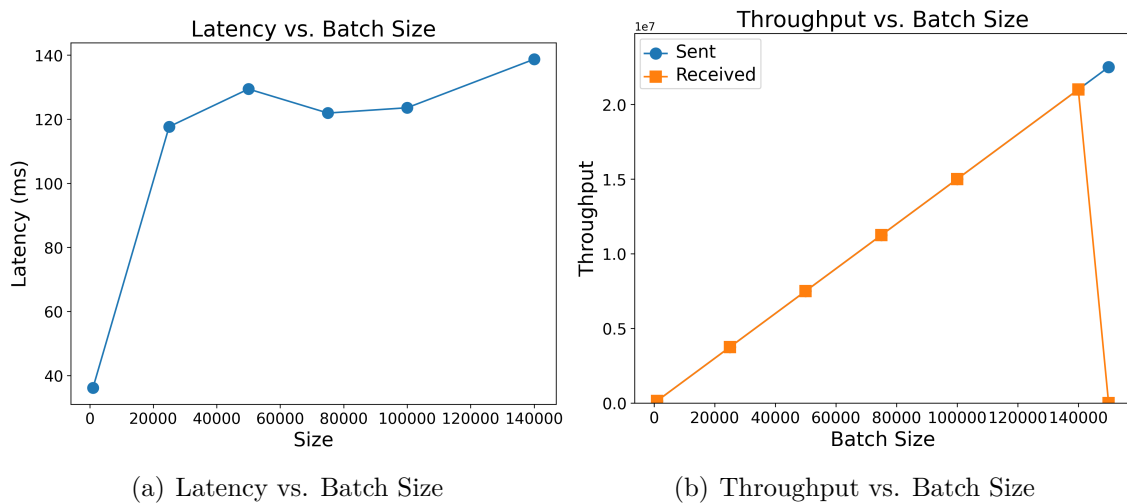 Latency vs. Batch Size
140
120
100
80
60
40
Latency (ms)
0 20000 40000 60000 80000 100000 120000 140000
Size
(a) Latency vs. Batch Size
Throughput vs. Batch Size
1e7
Sent
Received
2.0
1.5
1.0
0.5
0.0
Throughput
0 20000 40000 60000 80000 100000 120000 140000
Batch Size
(b) Throughput vs. Batch Size